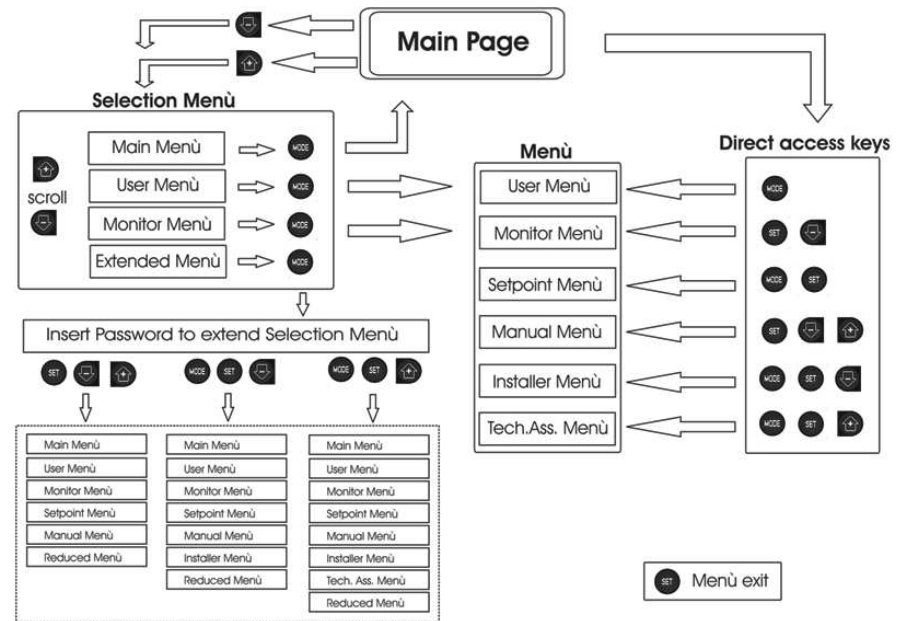 Main Page
Selection Menù
Main Menù
MODE
User Menù
MODE
Monitor Menù
MODE
Extended Menù
MODE
scroll
Insert Password to extend Selection Menù
SET
MODE SET
MODE SET
Main Menù
User Menù
Monitor Menù
Setpoint Menù
Manual Menù
Reduced Menù
Main Menù
User Menù
Monitor Menù
Setpoint Menù
Manual Menù
Installer Menù
Reduced Menù
Main Menù
User Menù
Monitor Menù
Setpoint Menù
Manual Menù
Installer Menù
Tech. Ass. Menù
Reduced Menù
Menù
User Menù
Monitor Menù
Setpoint Menù
Manual Menù
Installer Menù
Tech.Ass. Menù
Direct access keys
MODE
SET
MODE SET
SET
MODE SET
MODE SET
SET Menù exit